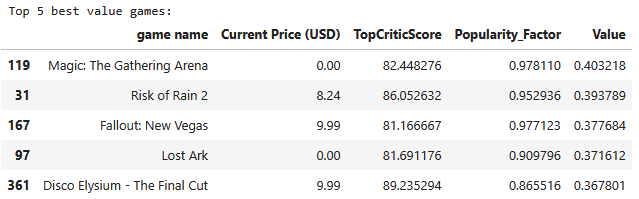 Top 5 best value games:
game name Current Price (USD) TopCriticScore Popularity_Factor Value
119 Magic: The Gathering Arena 0.00 82.448276 0.978110 0.403218
31 Risk of Rain 2 8.24 86.052632 0.952936 0.393789
167 Fallout: New Vegas 9.99 81.166667 0.977123 0.377684
97 Lost Ark 0.00 81.691176 0.909796 0.371612
361 Disco Elysium - The Final Cut 9.99 89.235294 0.865516 0.367801